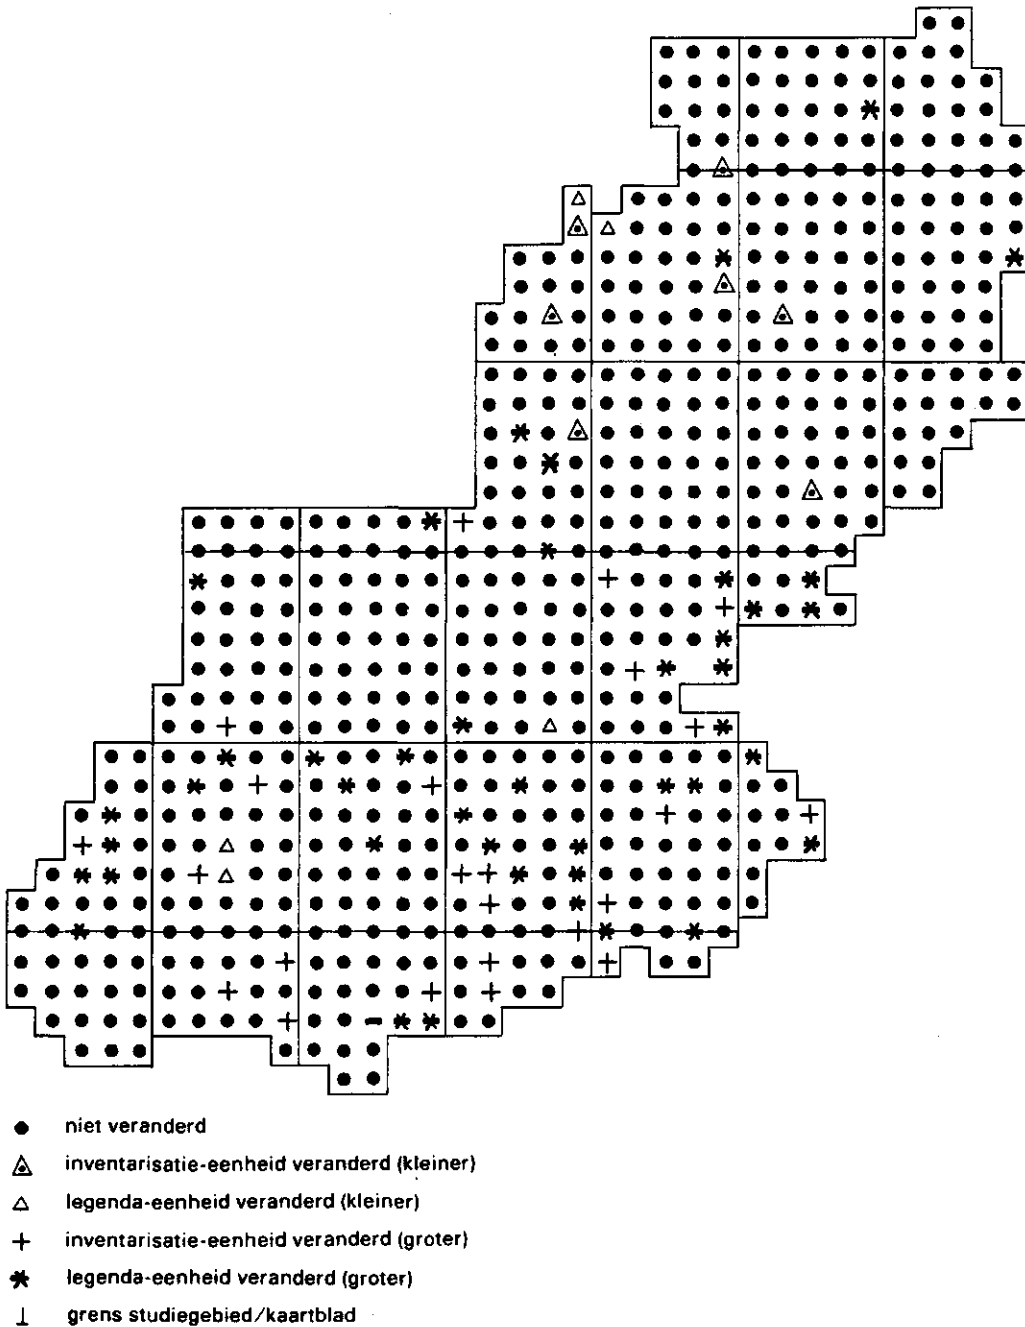 niet veranderd
inventarisatie-eenheid veranderd (kleiner)
legenda-eenheid veranderd (kleiner)
inventarisatie-eenheid veranderd (groter)
legenda-eenheid veranderd (groter)
grens studiegebied/kaartblad